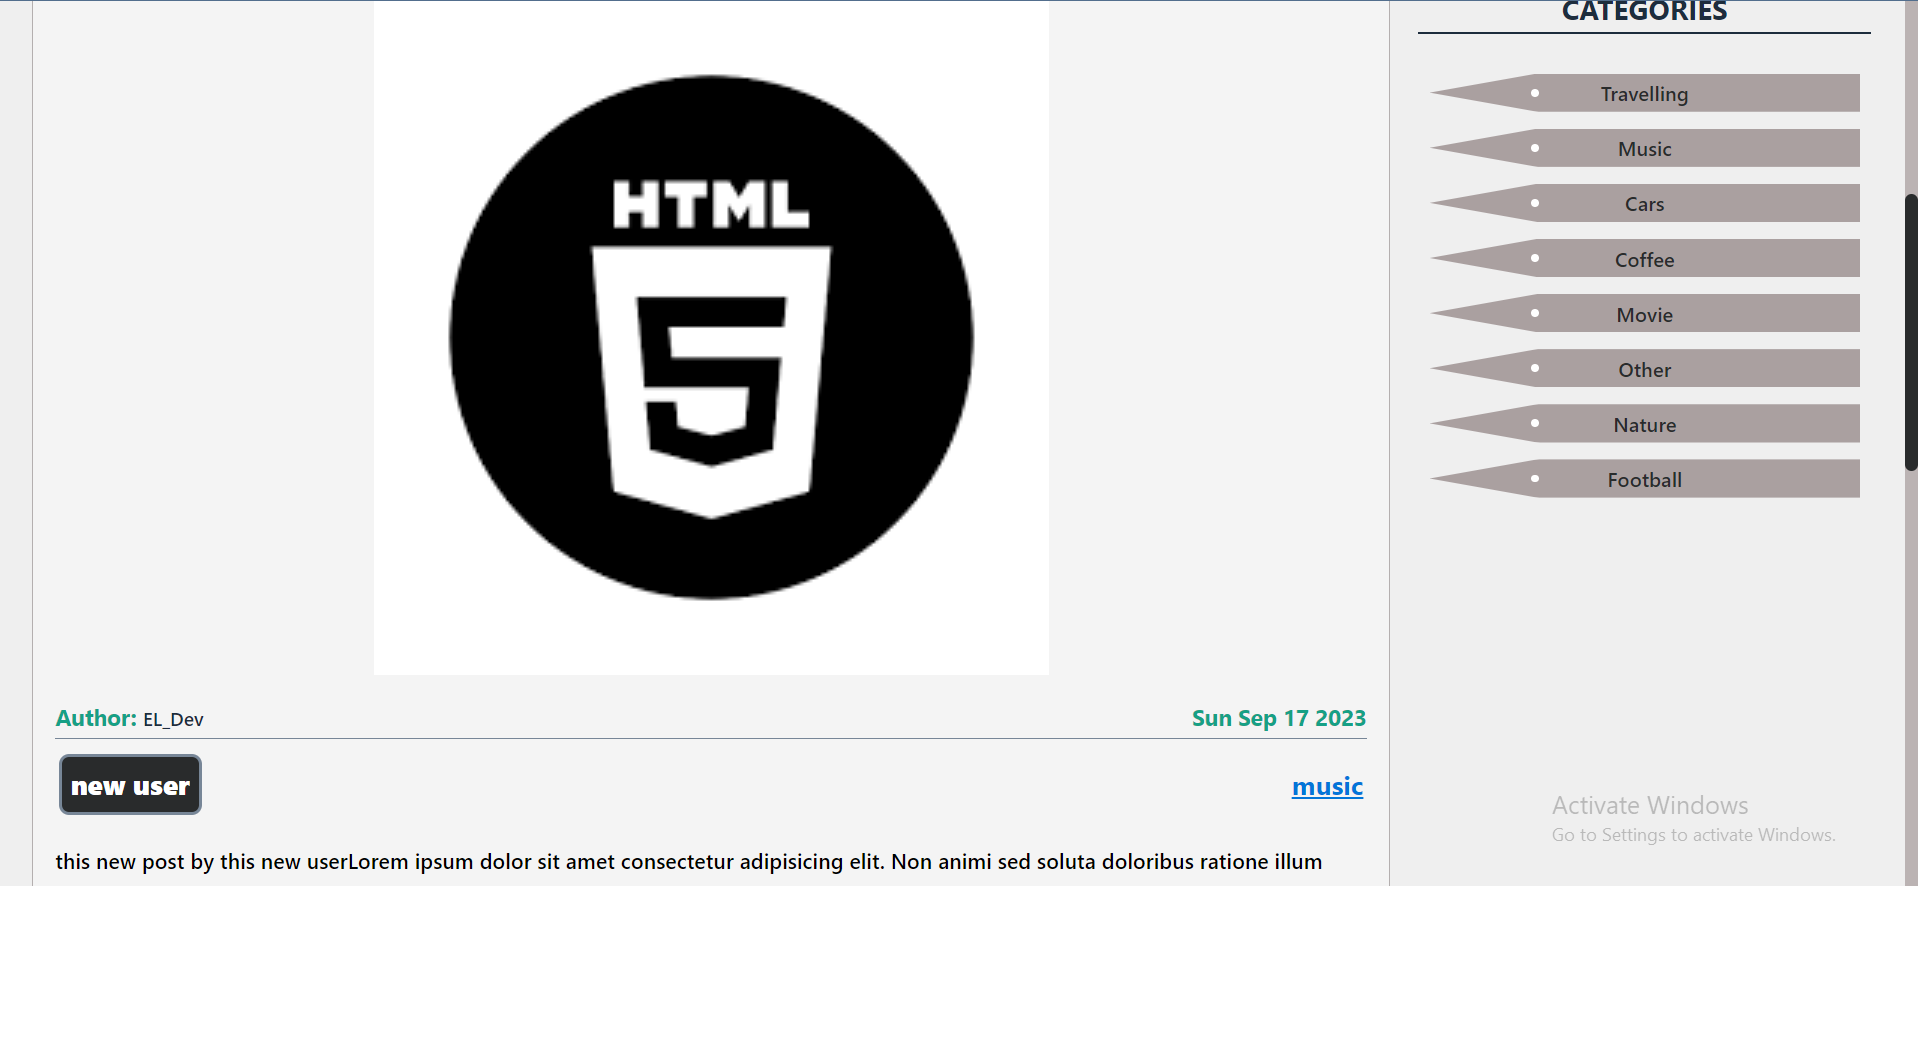 CATEGORIES
HTML
5
Travelling
Music
Cars
Coffee
Movie
Other
Nature
Football
Author: EL_Dev
Sun Sep 17 2023
new user
music
this new post by this new userLorem ipsum dolor sit amet consectetur adipisicing elit. Non animi sed soluta doloribus ratione illum
Activate Windows
Go to Settings to activate Windows.